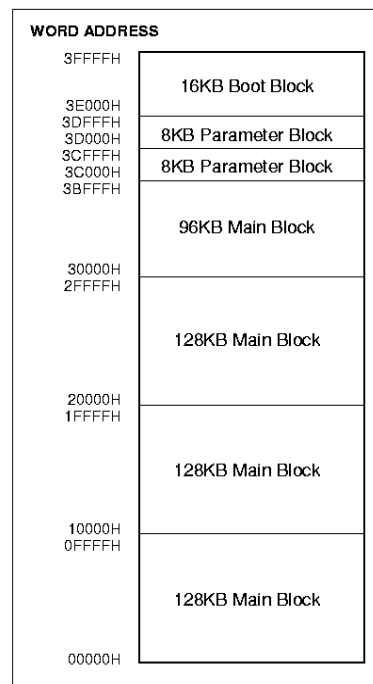 WORD ADDRESS
3FFFFH
16KB Boot Block
3E000H
3DFFFH
8KB Parameter Block
3D000H
3CFFFH
8KB Parameter Block
3C000H
3BFFFH
96KB Main Block
30000H
2FFFFH
128KB Main Block
20000H
1FFFFH
128KB Main Block
10000H
0FFFFH
128KB Main Block
00000H